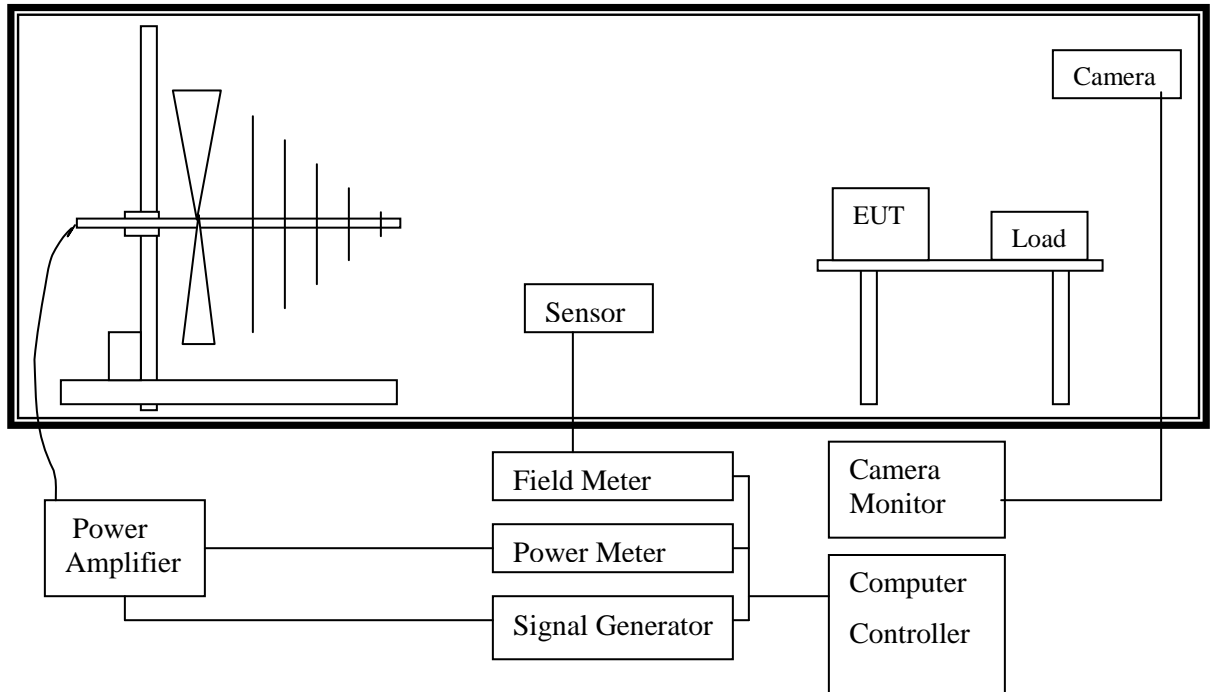 Camera
EUT
Load
Sensor
Field Meter
Camera
Monitor
Power
Amplifier
Power Meter
Computer
Controller
Signal Generator